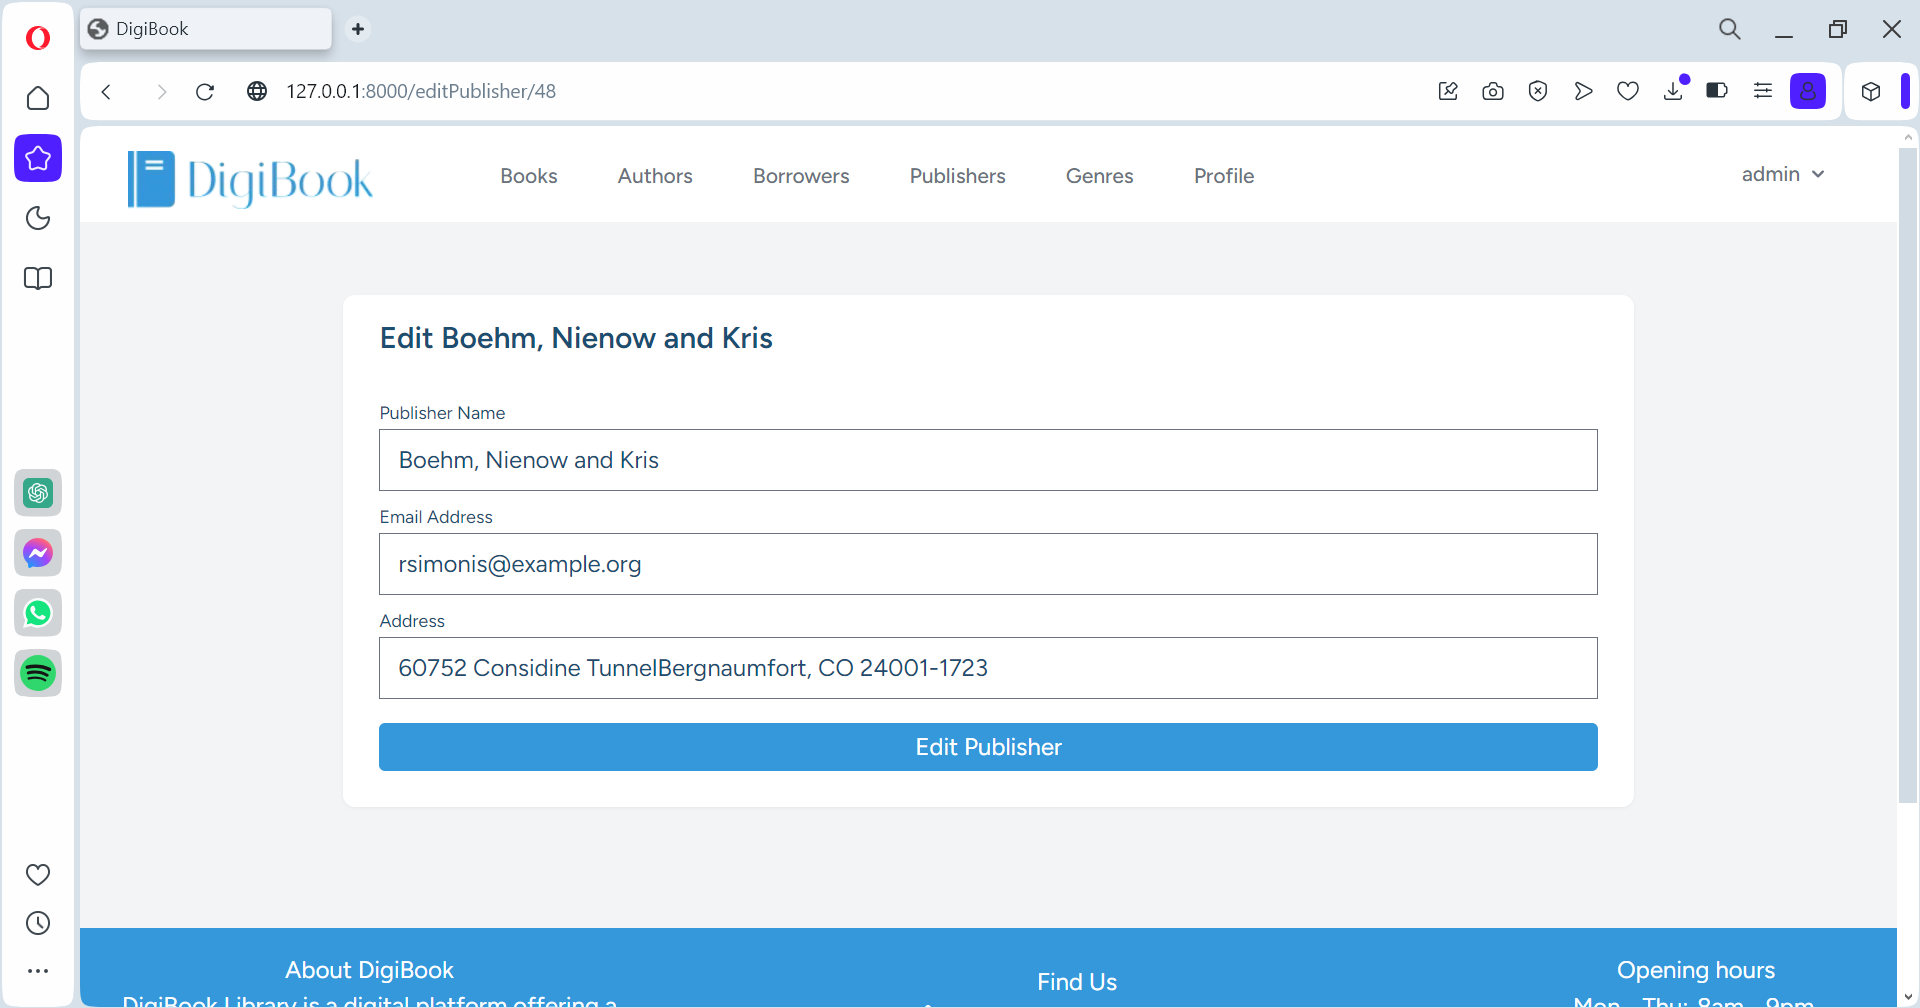 DigiBook
127.0.0.1:8000/editPublisher/48
DigiBook
Books Authors Borrowers Publishers Genres Profile
admin
Edit Boehm, Nienow and Kris
Publisher Name
Boehm, Nienow and Kris
Email Address
rsimonis@example.org
Address
60752 Considine TunnelBergnaumfort, CO 24001-1723
Edit Publisher
About DigiBook
DigiBook Library is a digital platform offering a
Find Us
Opening hours
Mon - Thu: 8am - 9pm